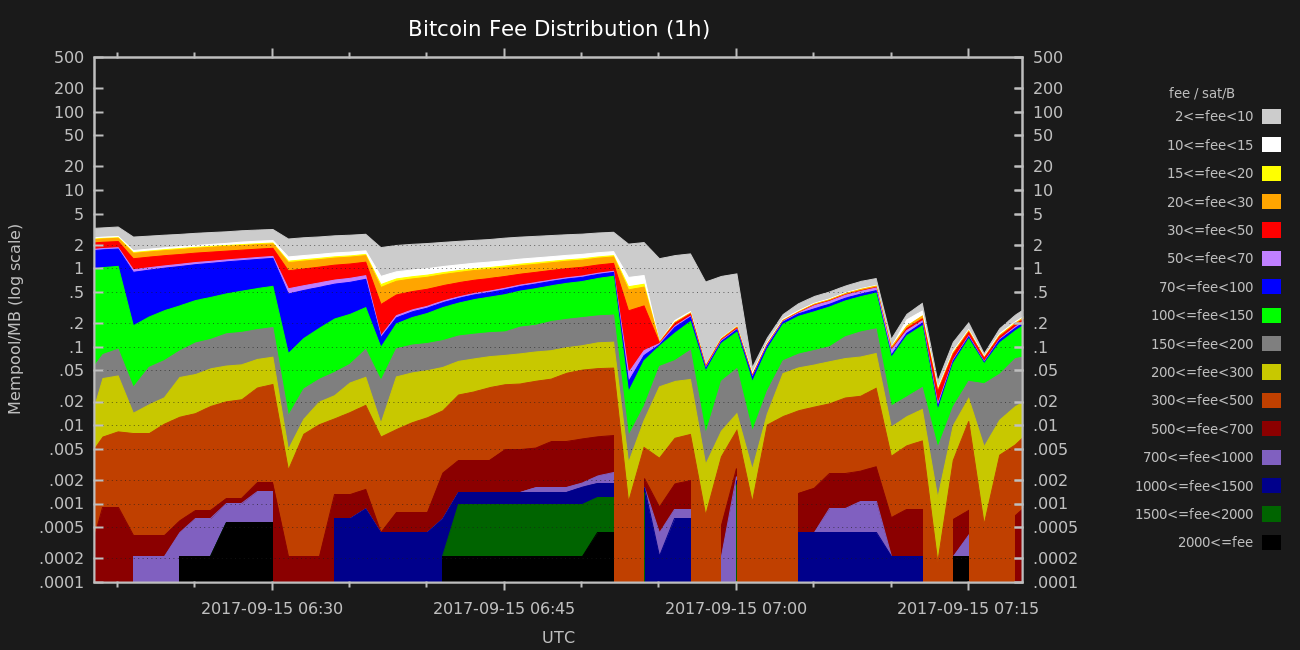 Bitcoin Fee Distribution (1h)
500 500
200 200
100 100
50 50
20 20
10 10
5 5
2 2
1 1
.5 .5
.2 .2
.1 .1
.05 .05
.02 .02
.01 .01
.005 .005
.002 .002
.001 .001
.0005 .0005
.0002 .0002
.0001 .0001
Mempool/MB (log scale)
2017-09-15 06:30 2017-09-15 06:45 2017-09-15 07:00 2017-09-15 07:15
UTC
fee / sat/B
2<=fee<10
10<=fee<15
15<=fee<20
20<=fee<30
30<=fee<50
50<=fee<70
70<=fee<100
100<=fee<150
150<=fee<200
200<=fee<300
300<=fee<500
500<=fee<700
700<=fee<1000
1000<=fee<1500
1500<=fee<2000
2000<=fee